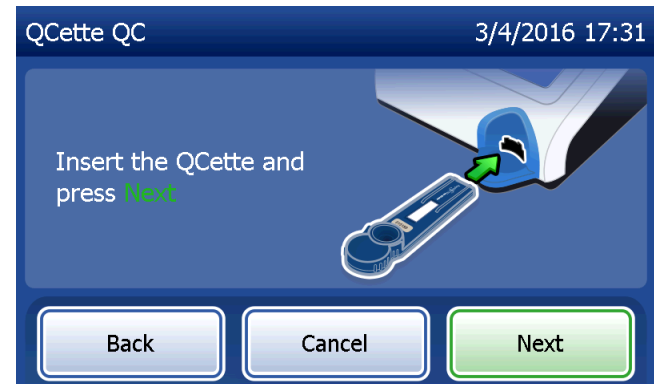 QCette QC 3/4/2016 17:31
Insert the QCette and
press Next
Back Cancel Next